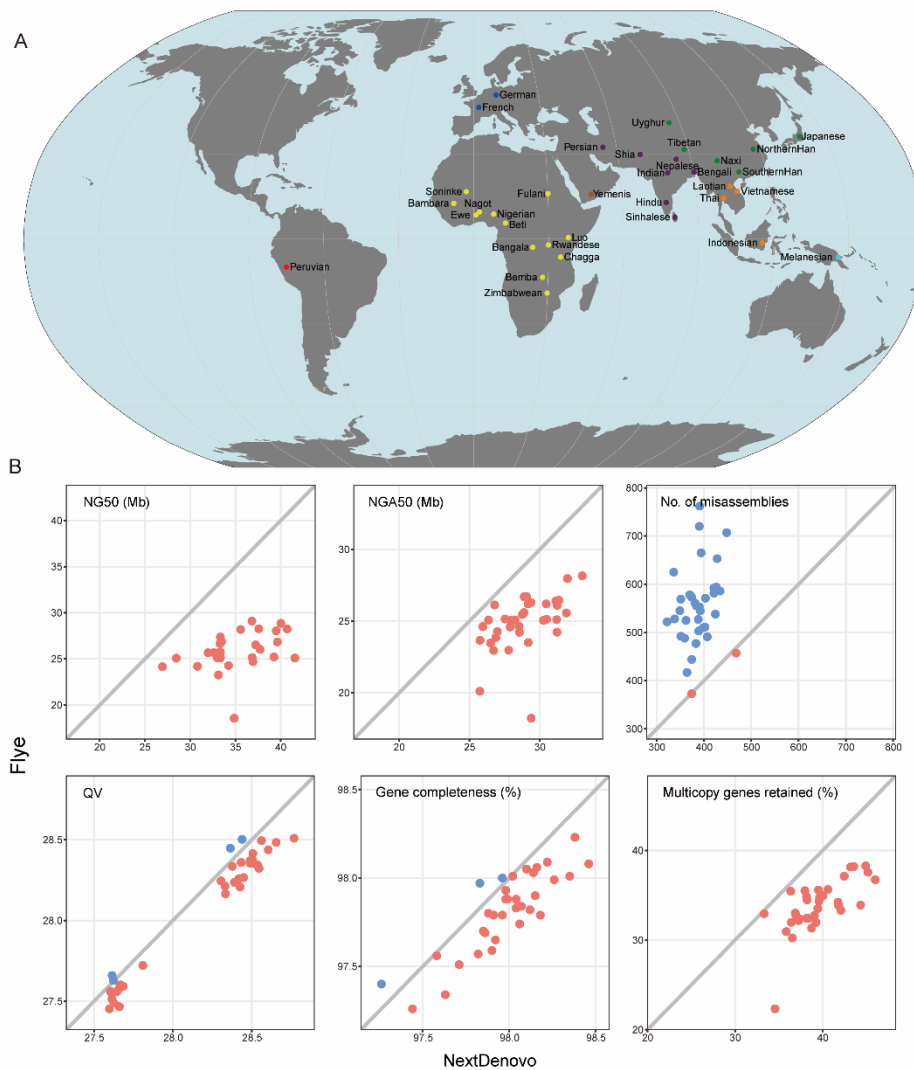 A
German
French
Uyghur
Japanese
Tibetan
NorthernHan
Persian
Shia
Nepalese
Naxi
Indian
Bengali
SouthernHan
Laotian
Vietnamese
Soninke
Fulani
Yemenis
Thai
Bambara
Nagot
Hindu
Ewe
Nigerian
Sinhalese
Beti
Luo
Indonesian
Bangala
Rwandese
Melanesian
Chagga
Peruvian
Bemba
Zimbabwean
B
NG50 (Mb)
40
35
30
25
20
20 25 30 35 40
NGA50 (Mb)
30
25
20
20 25 30
No. of misassemblies
800
700
600
500
400
300
300 400 500 600 700 800
Flye
QV
28.5
28.0
27.5
27.5 28.0 28.5
Gene completeness (%)
98.5
98.0
97.5
97.5 98.0 98.5
Multicopy genes retained (%)
40
30
20
20 30 40
NextDenovo